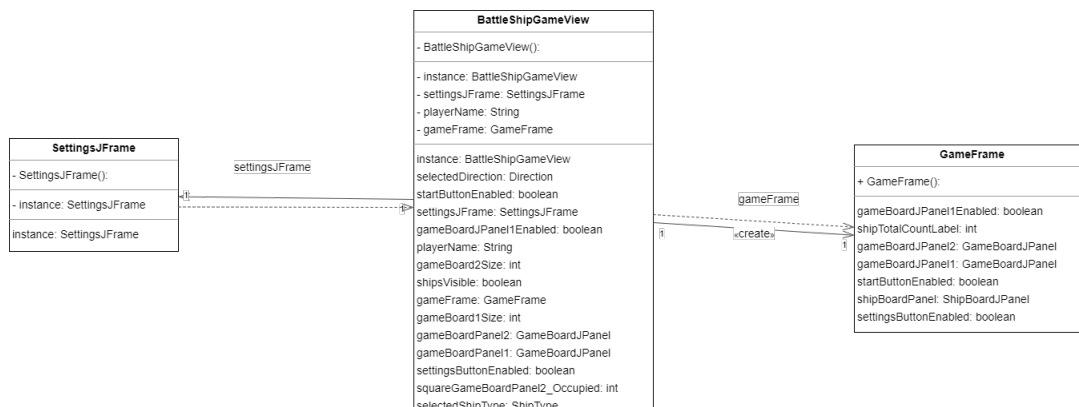 SettingsJFrame
- SettingsJFrame():
- instance: SettingsJFrame
instance: SettingsJFrame
settingsJFrame
1
1
BattleShipGameView
- BattleShipGameView():
- instance: BattleShipGameView
- settingsJFrame: SettingsJFrame
- playerName: String
- gameFrame: GameFrame
instance: BattleShipGameView
selectedDirection: Direction
startButtonEnabled: boolean
settingsJFrame: SettingsJFrame
gameBoardJPanel1Enabled: boolean
playerName: String
gameBoard2Size: int
shipsVisible: boolean
gameFrame: GameFrame
gameBoard1Size: int
gameBoardPanel2: GameBoardJPanel
gameBoardPanel1: GameBoardJPanel
settingsButtonEnabled: boolean
squareGameBoardPanel2_Occupied: int
selectedShipType: ShipType
gameFrame
1
«create»
1
GameFrame
+ GameFrame():
gameBoardJPanel1Enabled: boolean
shipTotalCountLabel: int
gameBoardJPanel2: GameBoardJPanel
gameBoardJPanel1: GameBoardJPanel
startButtonEnabled: boolean
shipBoardPanel: ShipBoardJPanel
settingsButtonEnabled: boolean